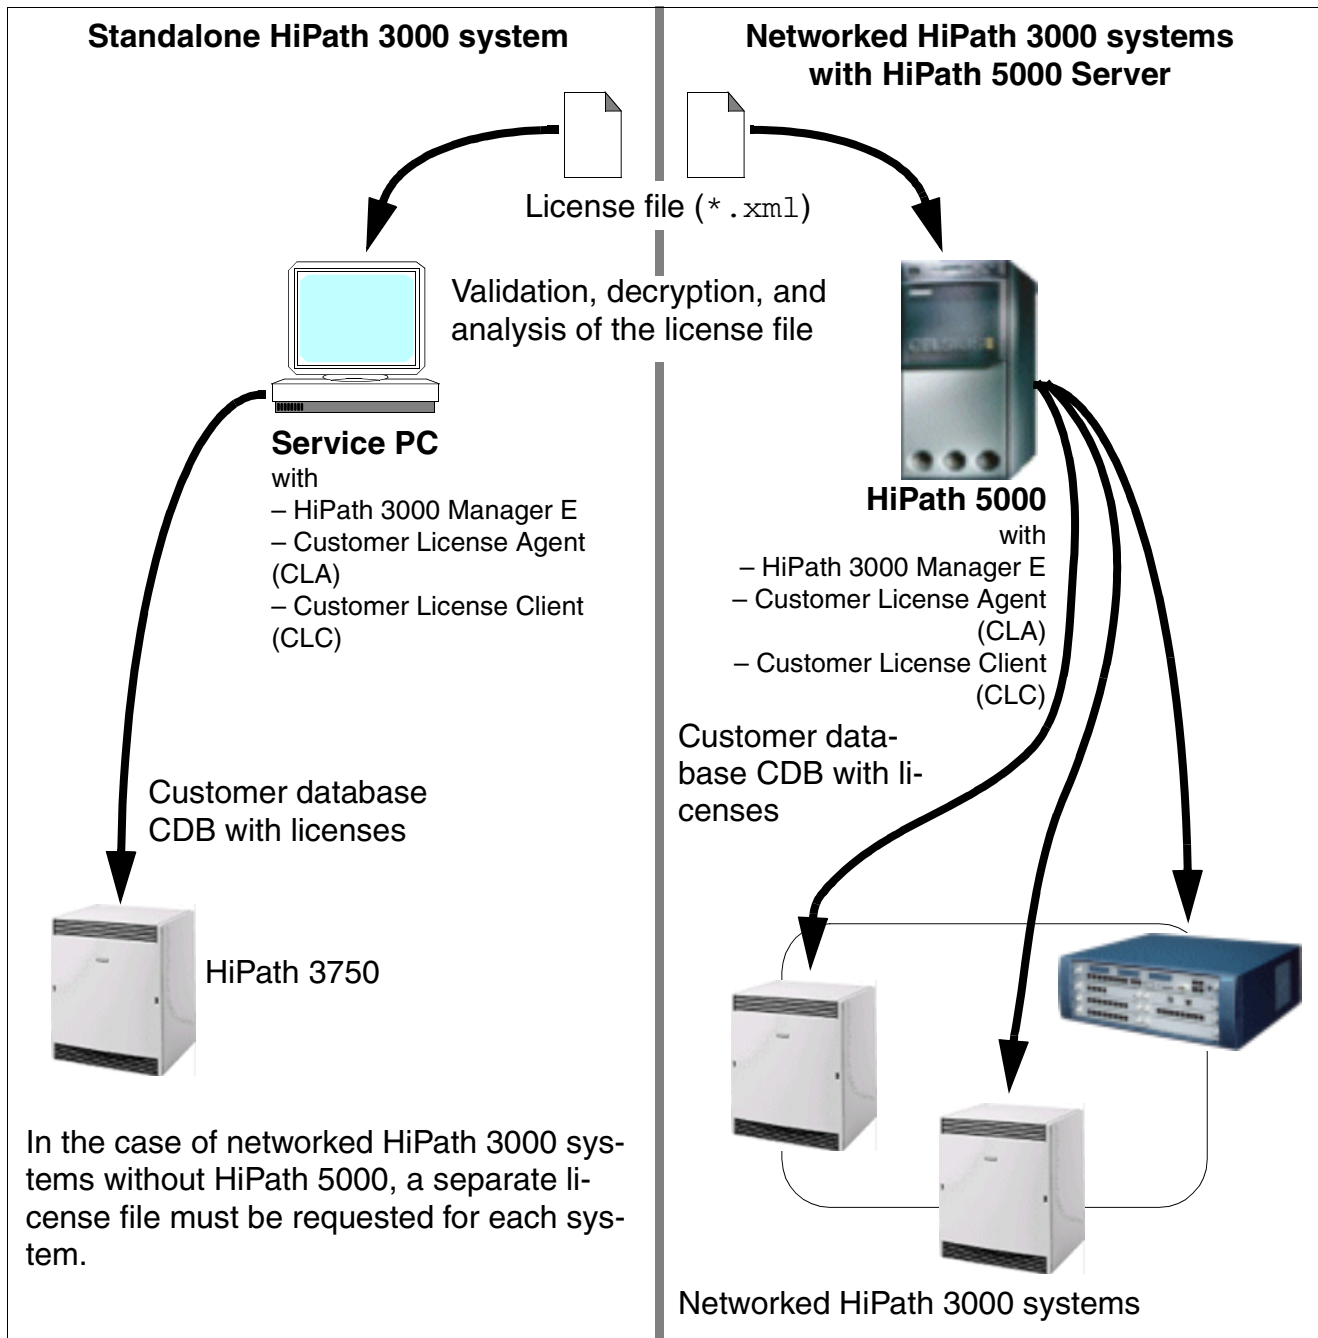 Standalone HiPath 3000 system
Networked HiPath 3000 systems
with HiPath 5000 Server
License file (*.xml)
Validation, decryption, and
analysis of the license file
Service PC
with
– HiPath 3000 Manager E
– Customer License Agent
(CLA)
– Customer License Client
(CLC)
Customer database
CDB with licenses
HiPath 3750
In the case of networked HiPath 3000 sys-
tems without HiPath 5000, a separate li-
cense file must be requested for each sys-
tem.
HiPath 5000
with
– HiPath 3000 Manager E
– Customer License Agent
(CLA)
– Customer License Client
(CLC)
Customer data-
base CDB with li-
censes
Networked HiPath 3000 systems